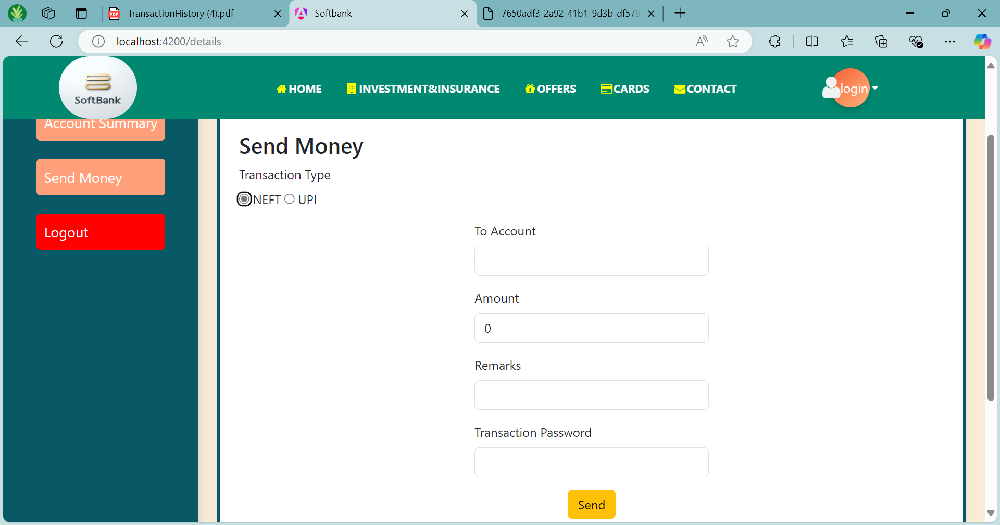 TransactionHistory (4).pdf
Softbank
7650adf3-2a92-41b1-9d3b-df579
localhost:4200/details
SoftBank
HOME
INVESTMENT&INSURANCE
OFFERS
CARDS
CONTACT
login
Account Summary
Send Money
Logout
Send Money
Transaction Type
NEFT UPI
To Account
Amount
0
Remarks
Transaction Password
Send